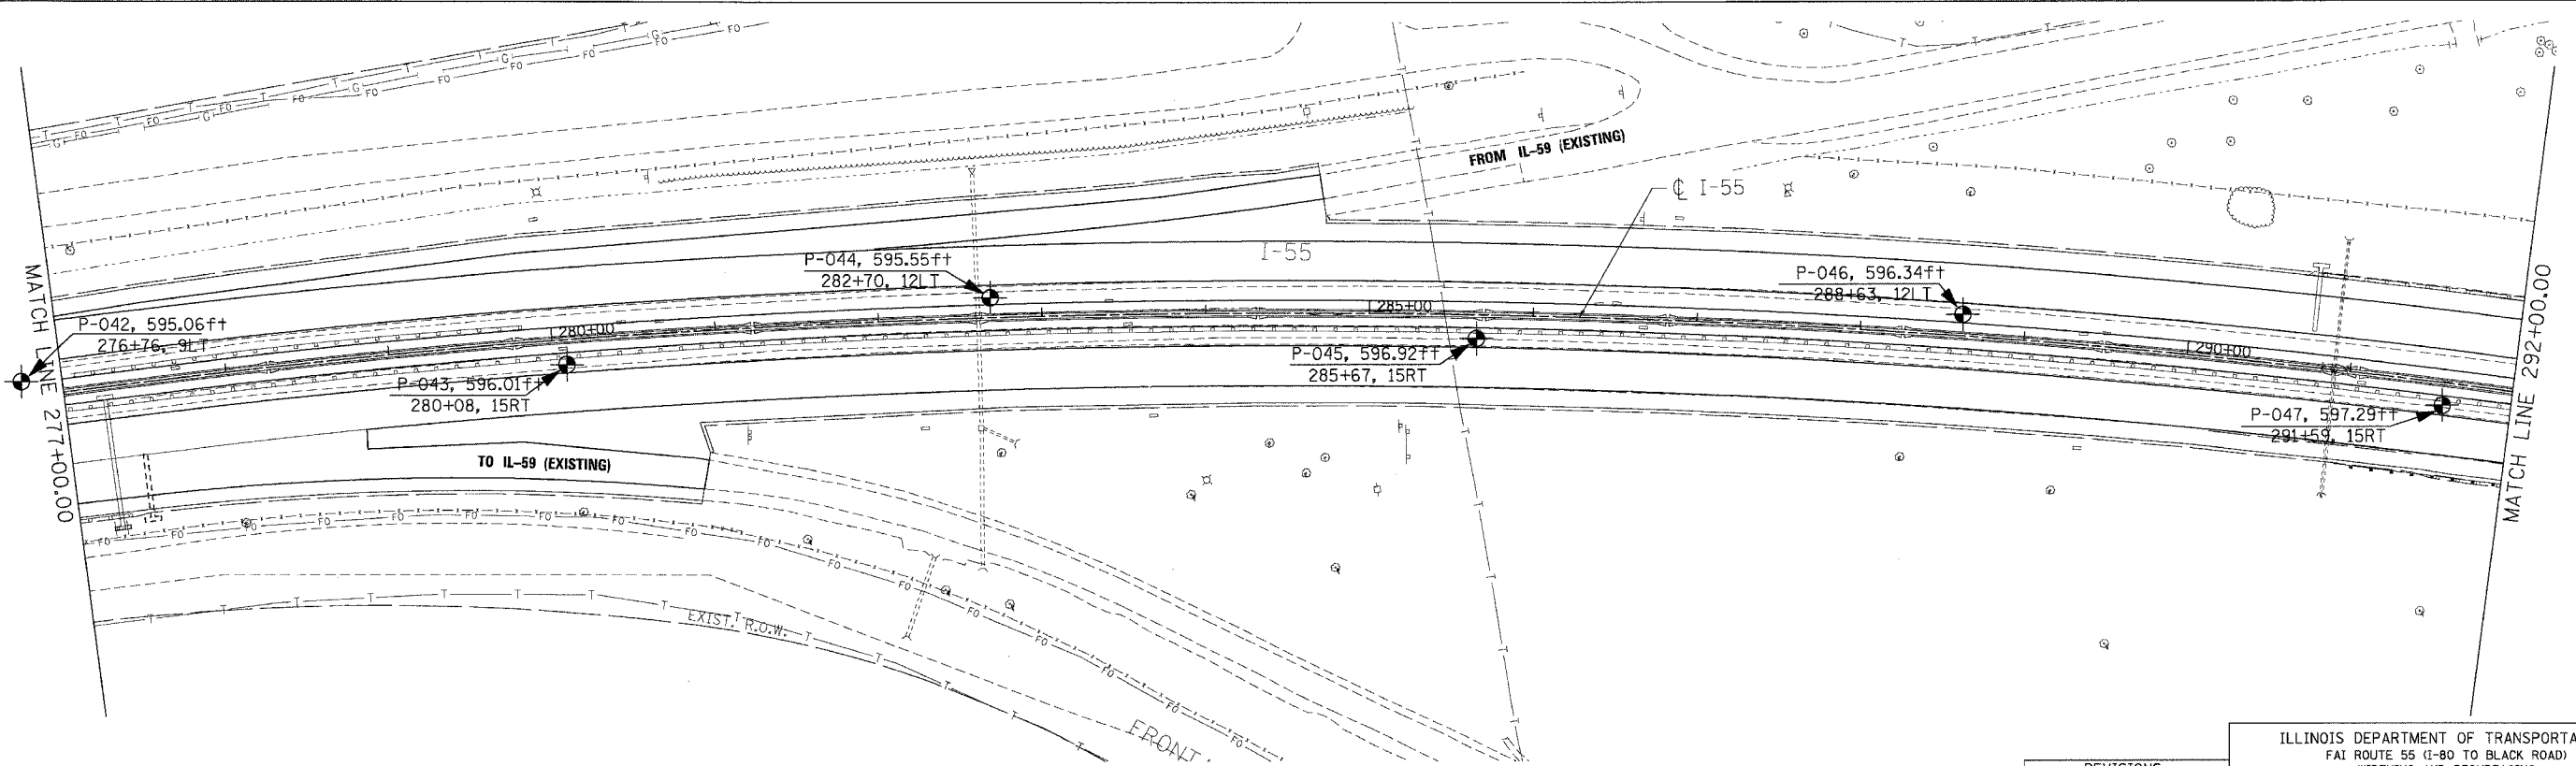 FROM IL-59 (EXISTING)
℄ I-55
I-55
P-044, 595.55ft
282+70, 12LT
P-046, 596.34ft
288+63, 12LT
MATCH LINE 277+00.00
P-042, 595.06ft
276+76, 9LT
280+00
285+00
290+00
P-043, 596.01ft
280+08, 15RT
P-045, 596.92ft
285+67, 15RT
P-047, 597.29ft
291+59, 15RT
MATCH LINE 292+00.00
TO IL-59 (EXISTING)
EXIST. R.O.W.
FRONT
ILLINOIS DEPARTMENT OF TRANSPORTA
FAI ROUTE 55 (I-80 TO BLACK ROAD)
REVISIONS